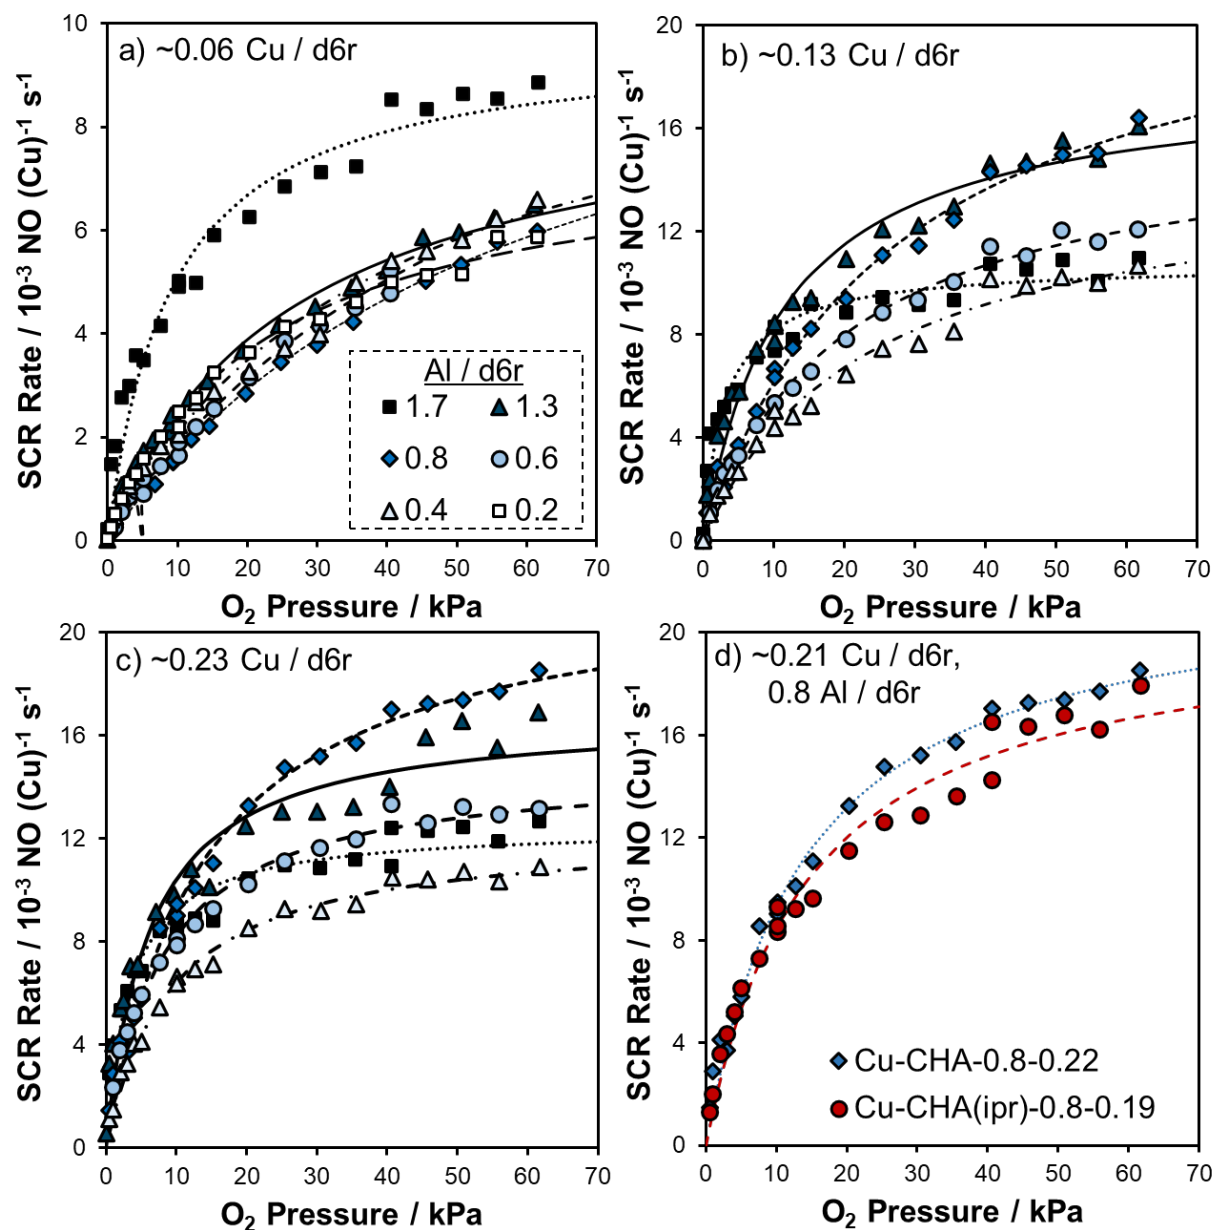 a) ~0.06 Cu / d6r
SCR Rate / 10⁻³ NO (Cu)⁻¹ s⁻¹
10
8
6
4
2
0
Al / d6r
1.7 1.3
0.8 0.6
0.4 0.2
0 10 20 30 40 50 60 70
O₂ Pressure / kPa
b) ~0.13 Cu / d6r
SCR Rate / 10⁻³ NO (Cu)⁻¹ s⁻¹
20
16
12
8
4
0
0 10 20 30 40 50 60 70
O₂ Pressure / kPa
c) ~0.23 Cu / d6r
SCR Rate / 10⁻³ NO (Cu)⁻¹ s⁻¹
20
16
12
8
4
0
0 10 20 30 40 50 60 70
O₂ Pressure / kPa
d) ~0.21 Cu / d6r,
0.8 Al / d6r
SCR Rate / 10⁻³ NO (Cu)⁻¹ s⁻¹
20
16
12
8
4
0
Cu-CHA-0.8-0.22
Cu-CHA(ipr)-0.8-0.19
0 10 20 30 40 50 60 70
O₂ Pressure / kPa